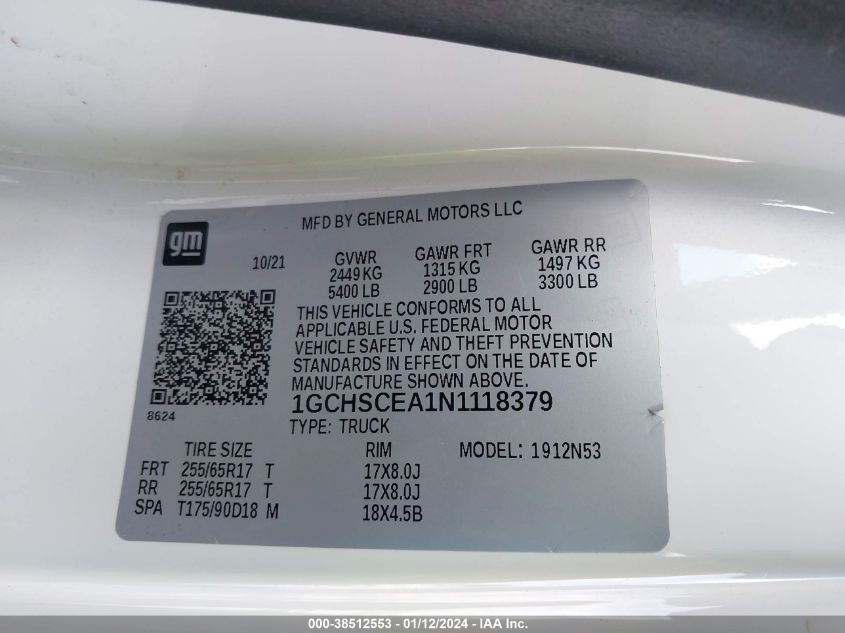 MFD BY GENERAL MOTORS LLC
gm
10/21
GVWR GAWR FRT GAWR RR
2449 KG 1315 KG 1497 KG
5400 LB 2900 LB 3300 LB
THIS VEHICLE CONFORMS TO ALL
APPLICABLE U.S. FEDERAL MOTOR
VEHICLE SAFETY AND THEFT PREVENTION
STANDARDS IN EFFECT ON THE DATE OF
MANUFACTURE SHOWN ABOVE.
8624
1GCHSCEA1N1118379
TYPE: TRUCK
TIRE SIZE RIM MODEL: 1912N53
FRT 255/65R17 T 17X8.0J
RR 255/65R17 T 17X8.0J
SPA T175/90D18 M 18X4.5B
000-38512553 - 01/12/2024 - IAA Inc.